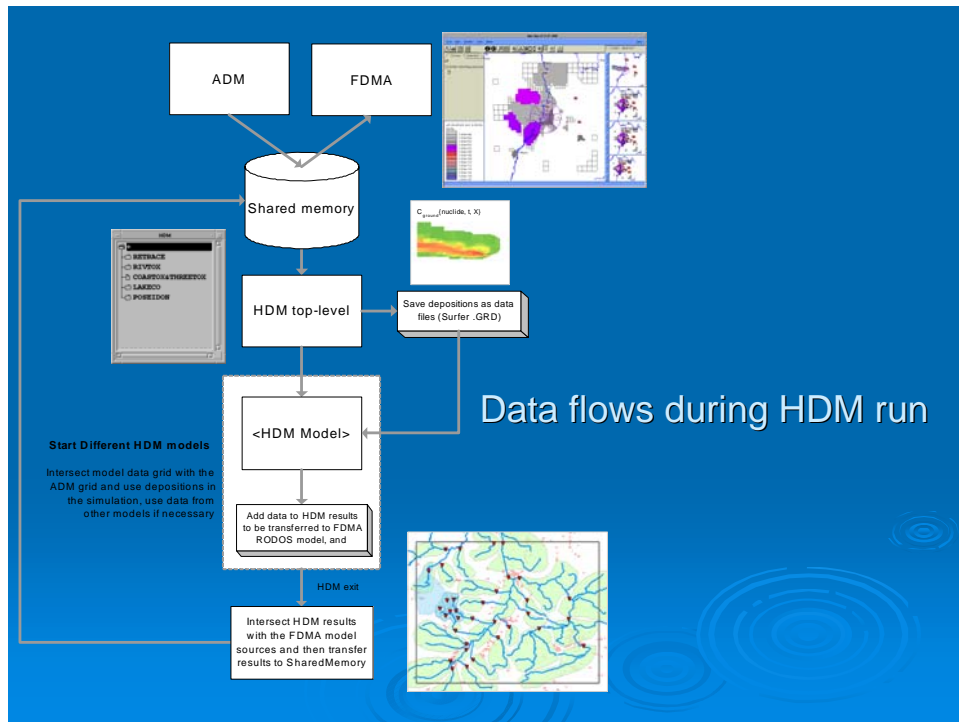 ADM
FDMA
Shared memory
HDM
RETRACE
RIVTOX
COASTOX&THREETOX
LAKECO
POSEIDON
C ground (nuclide, t, X)
HDM top-level
Save depositions as data
files (Surfer .GRD)
Data flows during HDM run
<HDM Model>
Start Different HDM models
Intersect model data grid with the
ADM grid and use depositions in
the simulation, use data from
other models if necessary
Add data to HDM results
to be transferred to FDMA
RODOS model, and
HDM exit
Intersect HDM results
with the FDMA model
sources and then transfer
results to SharedMemory